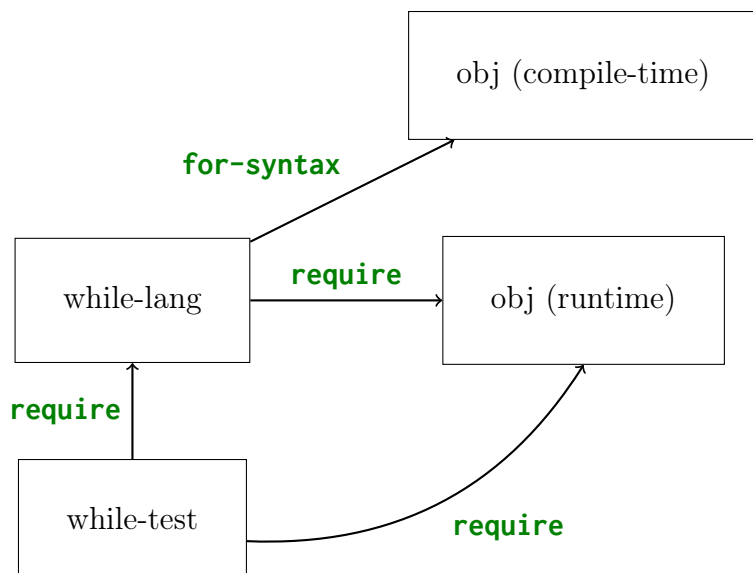 obj (compile-time)
for-syntax
while-lang
require
obj (runtime)
require
while-test
require